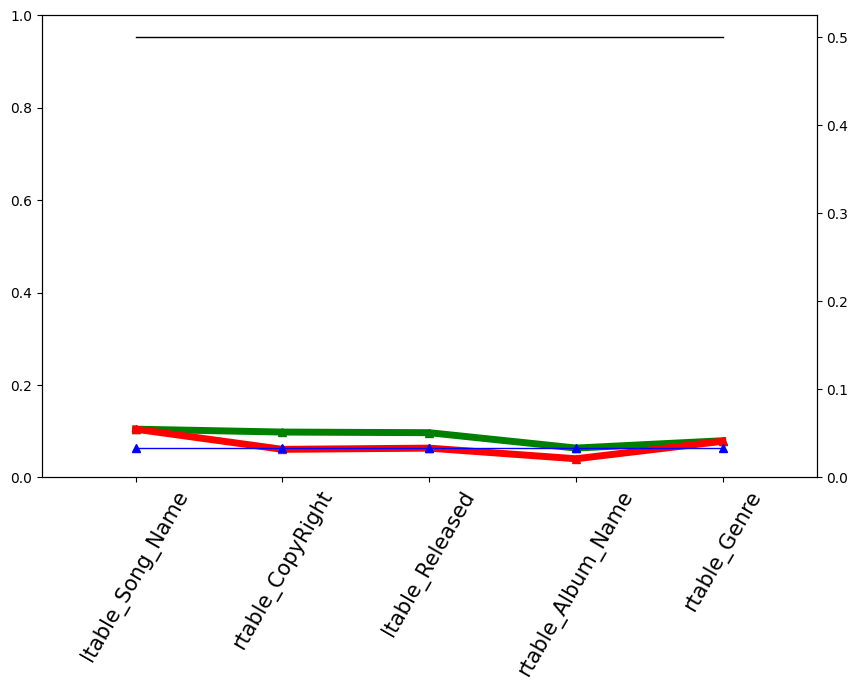 1.0
0.8
0.6
0.4
0.2
0.0
0.5
0.4
0.3
0.2
0.1
0.0
ltable_Song_Name
rtable_CopyRight
ltable_Released
rtable_Album_Name
rtable_Genre